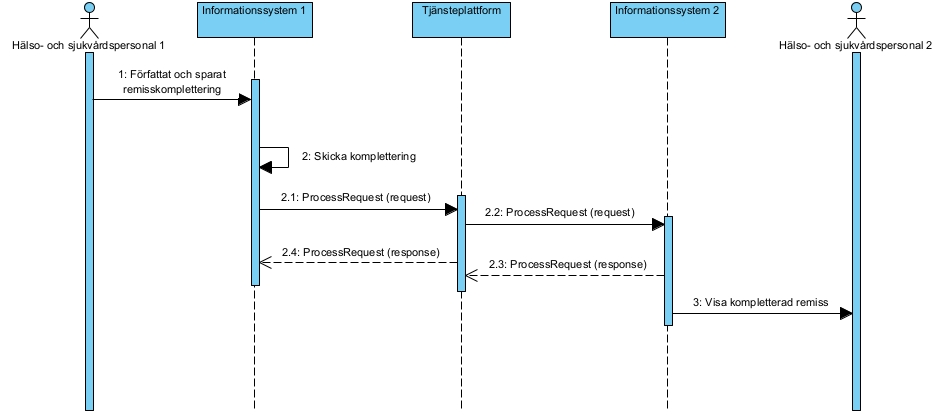 Informationssystem 1
Tjänsteplattform
Informationssystem 2
Hälso- och sjukvårdspersonal 1
Hälso- och sjukvårdspersonal 2
1: Författat och sparat
remisskomplettering
2: Skicka komplettering
2.1: ProcessRequest (request)
2.2: ProcessRequest (request)
2.4: ProcessRequest (response)
2.3: ProcessRequest (response)
3: Visa kompletterad remiss